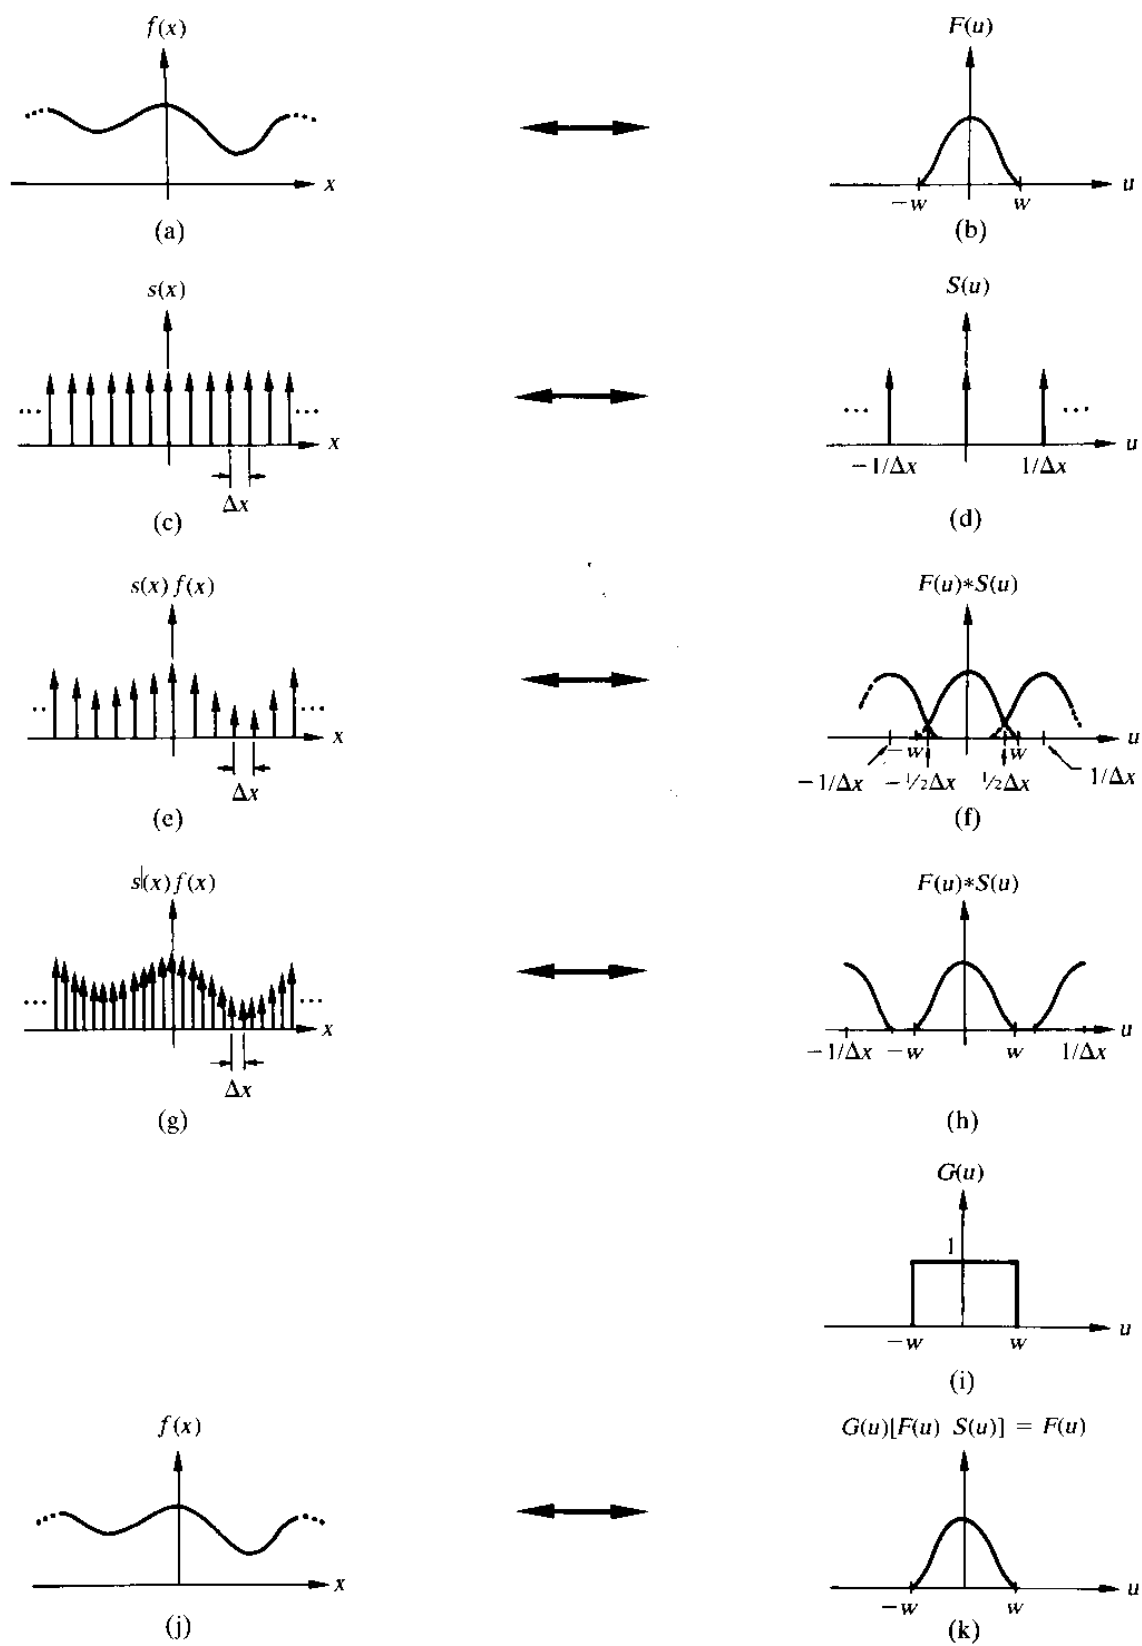 f(x)
F(u)
x
u
−w w
(a)
(b)
s(x)
S(u)
... ...
... ...
x
u
−1/Δx 1/Δx
Δx
(c)
(d)
s(x) f(x)
F(u)*S(u)
.. ...
x
u
−w w
−1/Δx −½Δx ½Δx 1/Δx
Δx
(e)
(f)
s(x) f(x)
F(u)*S(u)
... ...
x
u
−1/Δx −w w 1/Δx
Δx
(g)
(h)
G(u)
1
u
−w w
(i)
f(x)
G(u)[F(u) S(u)] = F(u)
x
u
−w w
(j)
(k)